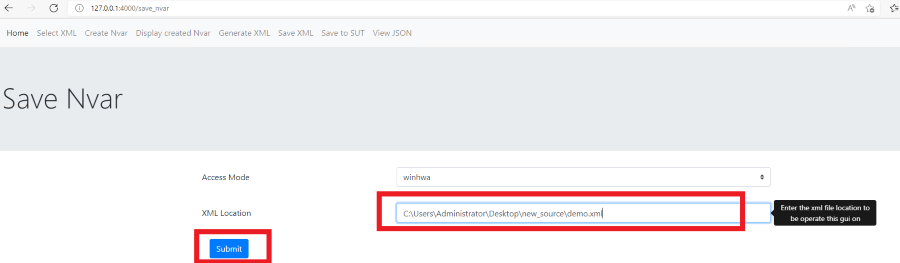 127.0.0.1:4000/save_nvar
Home Select XML Create Nvar Display created Nvar Generate XML Save XML Save to SUT View JSON
Save Nvar
Access Mode winhwa
XML Location C:\Users\Administrator\Desktop\new_source\demo.xml
Enter the xml file location to
be operate this gui on
Submit